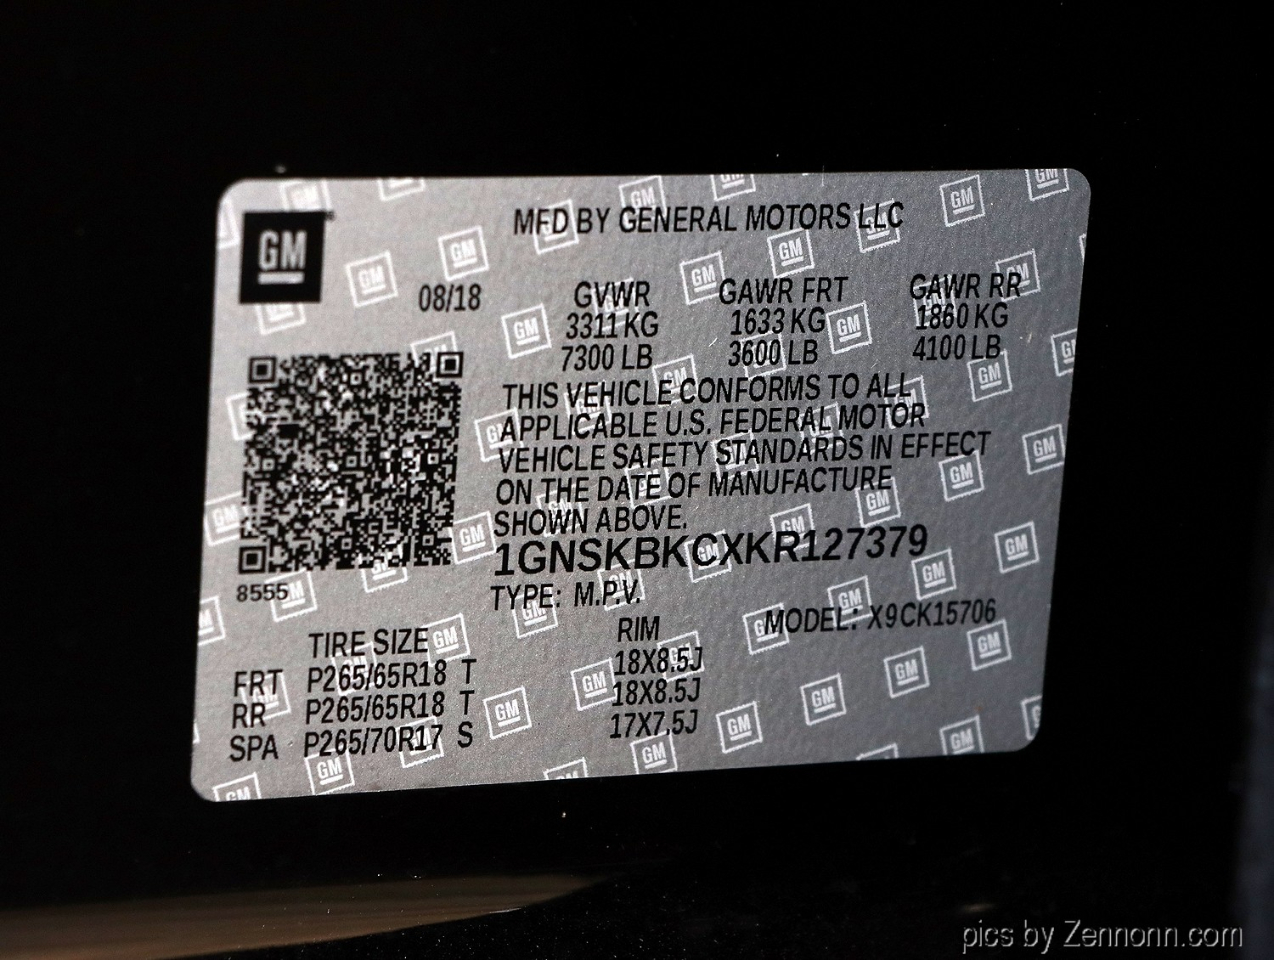 GM
MFD BY GENERAL MOTORS LLC
08/18
GVWR GAWR FRT GAWR RR
3311 KG 1633 KG 1860 KG
7300 LB 3600 LB 4100 LB
THIS VEHICLE CONFORMS TO ALL
APPLICABLE U.S. FEDERAL MOTOR
VEHICLE SAFETY STANDARDS IN EFFECT
ON THE DATE OF MANUFACTURE
SHOWN ABOVE.
1GNSKBKCXKR127379
8555
TYPE: M.P.V.
MODEL: X9CK15706
TIRE SIZE RIM
FRT P265/65R18 T 18X8.5J
RR P265/65R18 T 18X8.5J
SPA P265/70R17 S 17X7.5J
pics by Zennonn.com